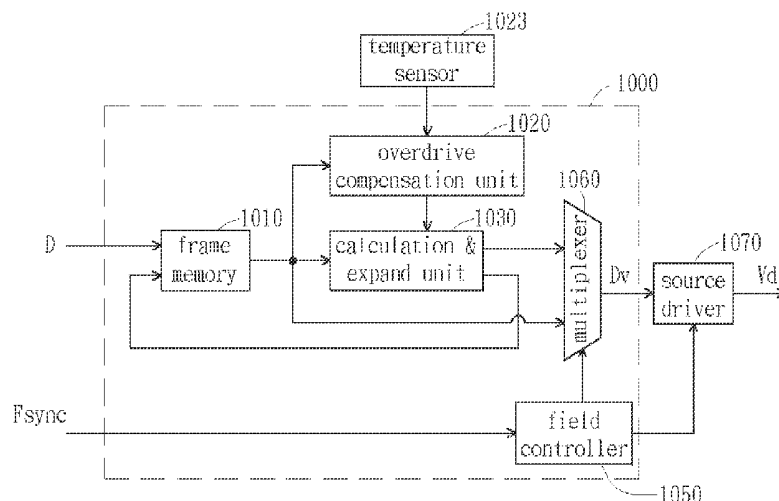 1023
temperature
sensor
1000
1020
overdrive
compensation unit
1060
1010
1030
1070
D
frame
memory
calculation &
expand unit
multiplexer
Dv
source
driver
Vd
Fsync
field
controller
1050